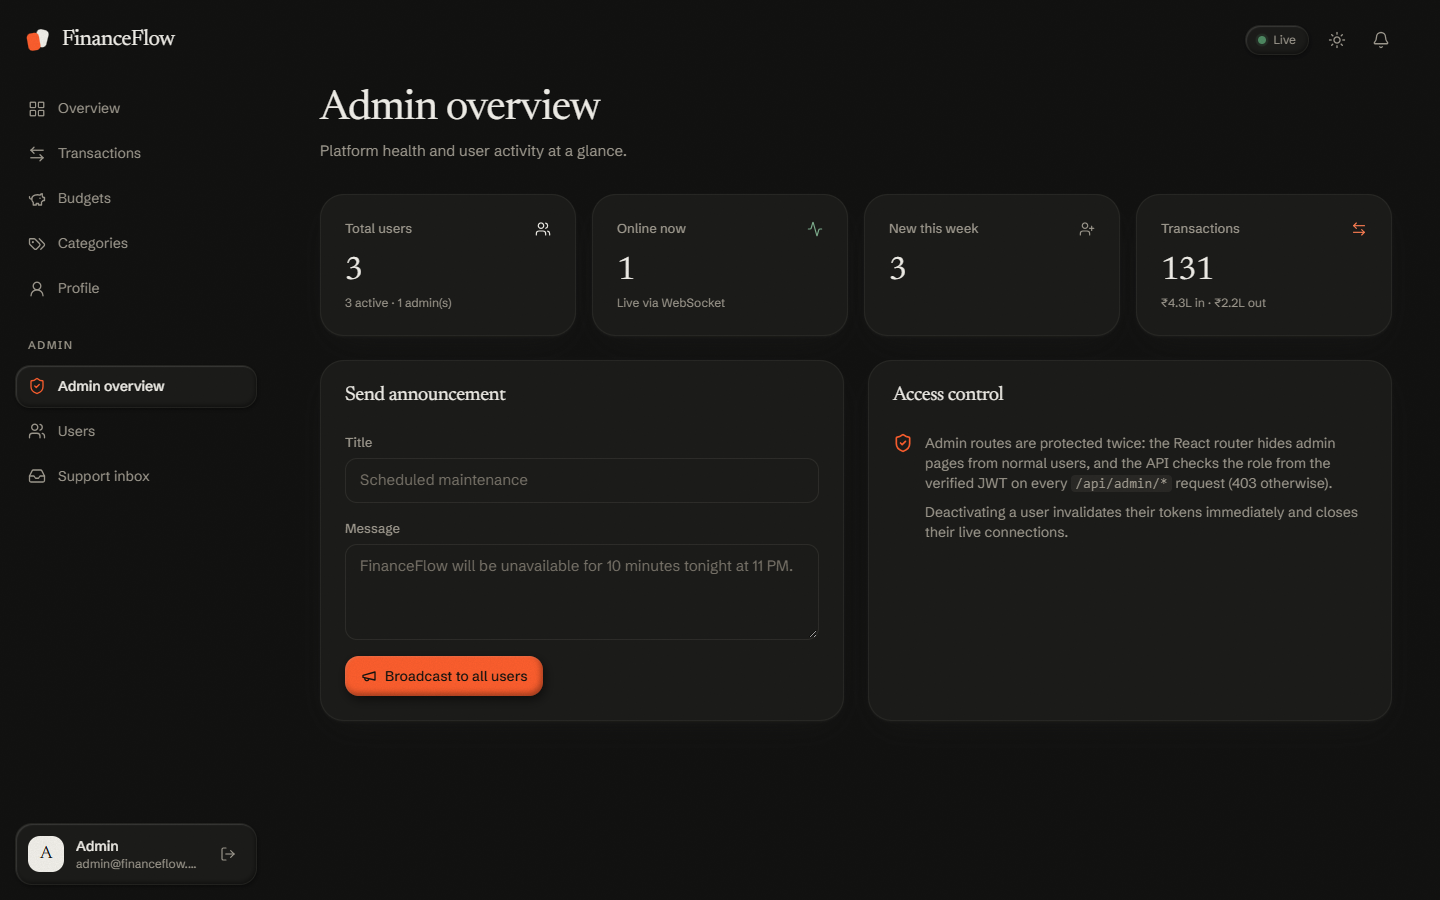 FinanceFlow
Live
Overview
Transactions
Budgets
Categories
Profile
ADMIN
Admin overview
Users
Support inbox
Admin overview
Platform health and user activity at a glance.
Total users
3
3 active · 1 admin(s)
Online now
1
Live via WebSocket
New this week
3
Transactions
131
₹4.3L in · ₹2.2L out
Send announcement
Title
Scheduled maintenance
Message
FinanceFlow will be unavailable for 10 minutes tonight at 11 PM.
Broadcast to all users
Access control
Admin routes are protected twice: the React router hides admin
pages from normal users, and the API checks the role from the
verified JWT on every /api/admin/* request (403 otherwise).
Deactivating a user invalidates their tokens immediately and closes
their live connections.
A
Admin
admin@financeflow....